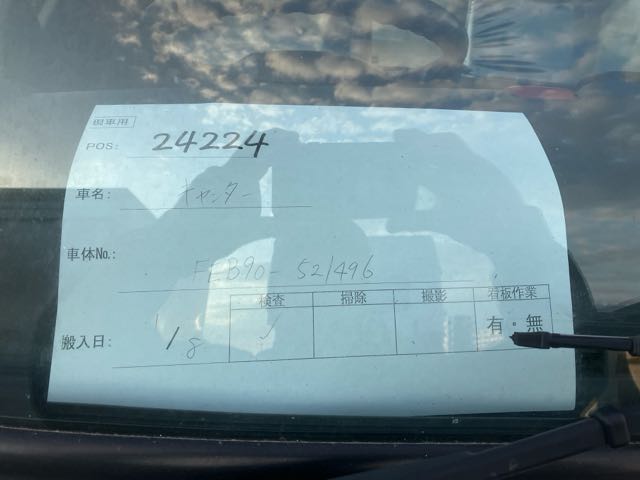 現車用
POS: 24224
車名: キャンター
車体No.: FEB90-521496
検査 掃除 撮影 看板作業
搬入日: 1/8 有・無